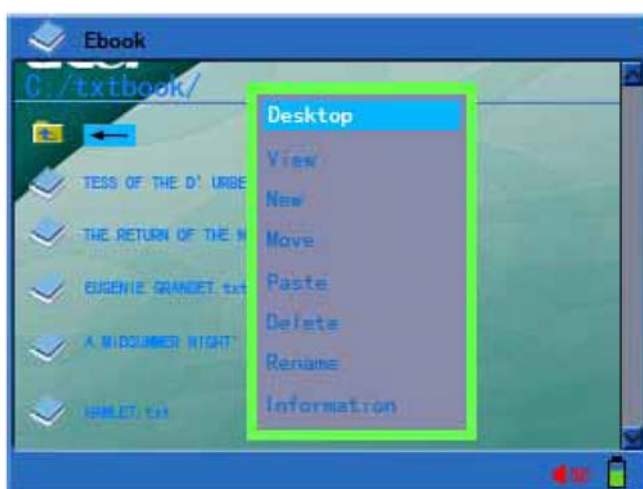 Ebook
C:/txtbook/
TESS OF THE D' URBE
THE RETURN OF THE N
EUGENIE GRANDET.txt
A MIDSUMMER NIGHT'
HAMLET.txt
Desktop
View
New
Move
Paste
Delete
Rename
Information